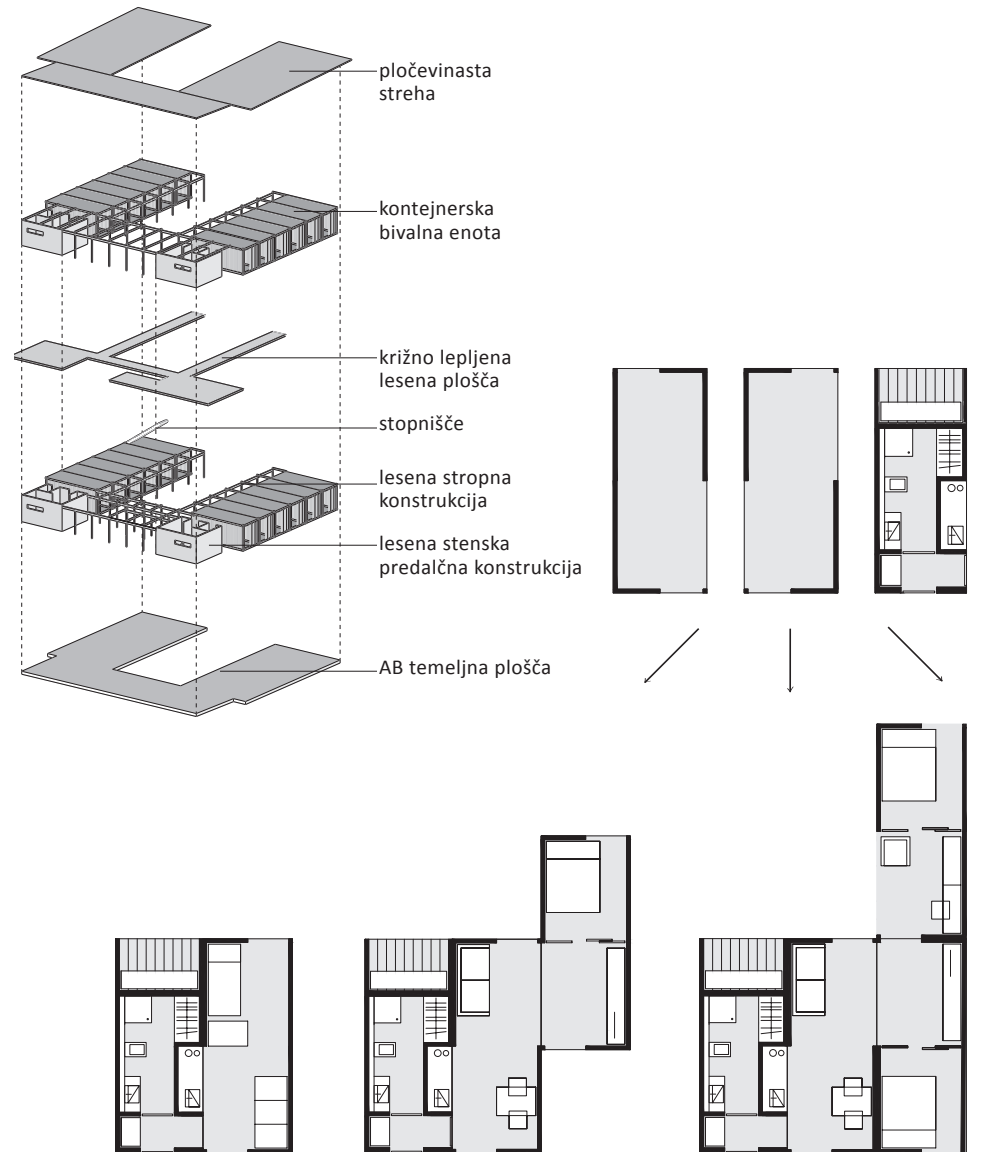 pločevinasta
streha
kontejnerska
bivalna enota
križno lepljena
lesena plošča
stopnišče
lesena stropna
konstrukcija
lesena stenska
predalčna konstrukcija
AB temeljna plošča